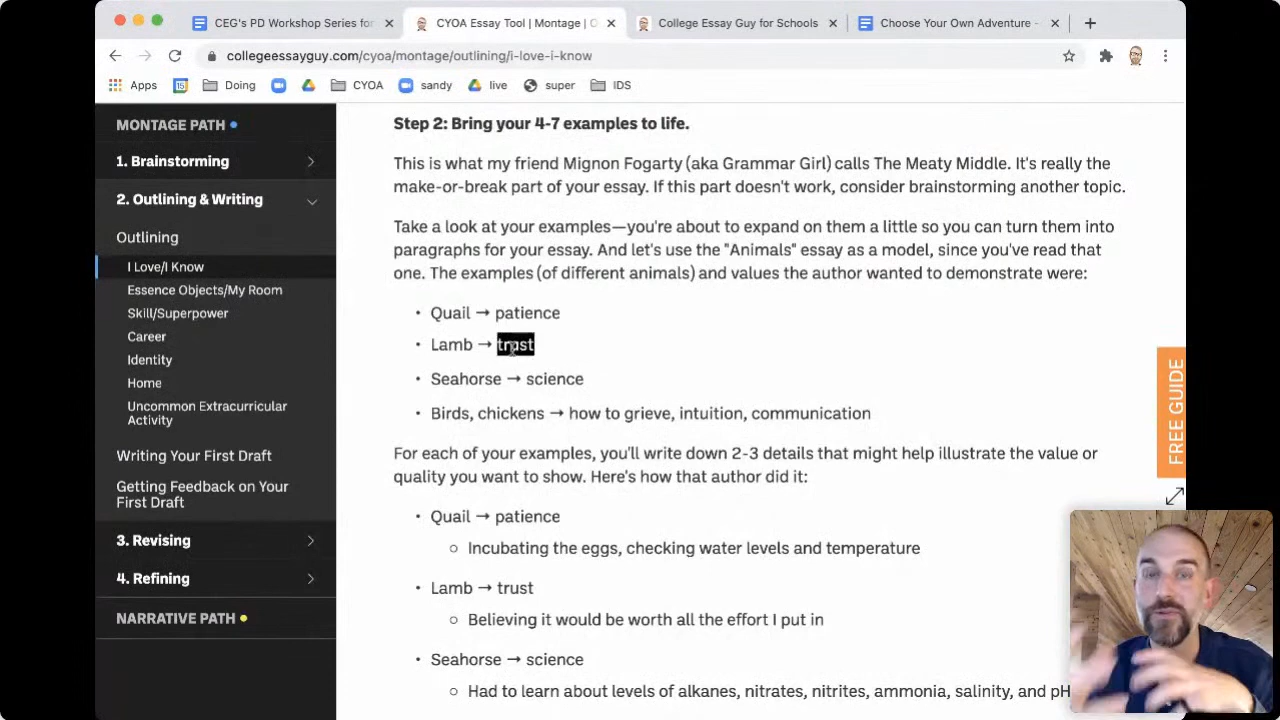 CEG's PD Workshop Series for
CYOA Essay Tool | Montage | O
College Essay Guy for Schools
Choose Your Own Adventure -
collegeessayguy.com/cyoa/montage/outlining/i-love-i-know
Apps
Doing
CYOA
sandy
live
super
IDS
MONTAGE PATH
1. Brainstorming
2. Outlining & Writing
Outlining
I Love/I Know
Essence Objects/My Room
Skill/Superpower
Career
Identity
Home
Uncommon Extracurricular
Activity
Writing Your First Draft
Getting Feedback on Your
First Draft
3. Revising
4. Refining
NARRATIVE PATH
Step 2: Bring your 4-7 examples to life.
This is what my friend Mignon Fogarty (aka Grammar Girl) calls The Meaty Middle. It's really the
make-or-break part of your essay. If this part doesn't work, consider brainstorming another topic.
Take a look at your examples—you're about to expand on them a little so you can turn them into
paragraphs for your essay. And let's use the "Animals" essay as a model, since you've read that
one. The examples (of different animals) and values the author wanted to demonstrate were:
• Quail → patience
• Lamb → trust
• Seahorse → science
• Birds, chickens → how to grieve, intuition, communication
For each of your examples, you'll write down 2-3 details that might help illustrate the value or
quality you want to show. Here's how that author did it:
• Quail → patience
○ Incubating the eggs, checking water levels and temperature
• Lamb → trust
○ Believing it would be worth all the effort I put in
• Seahorse → science
○ Had to learn about levels of alkanes, nitrates, nitrites, ammonia, salinity, and pH
FREE GUIDE